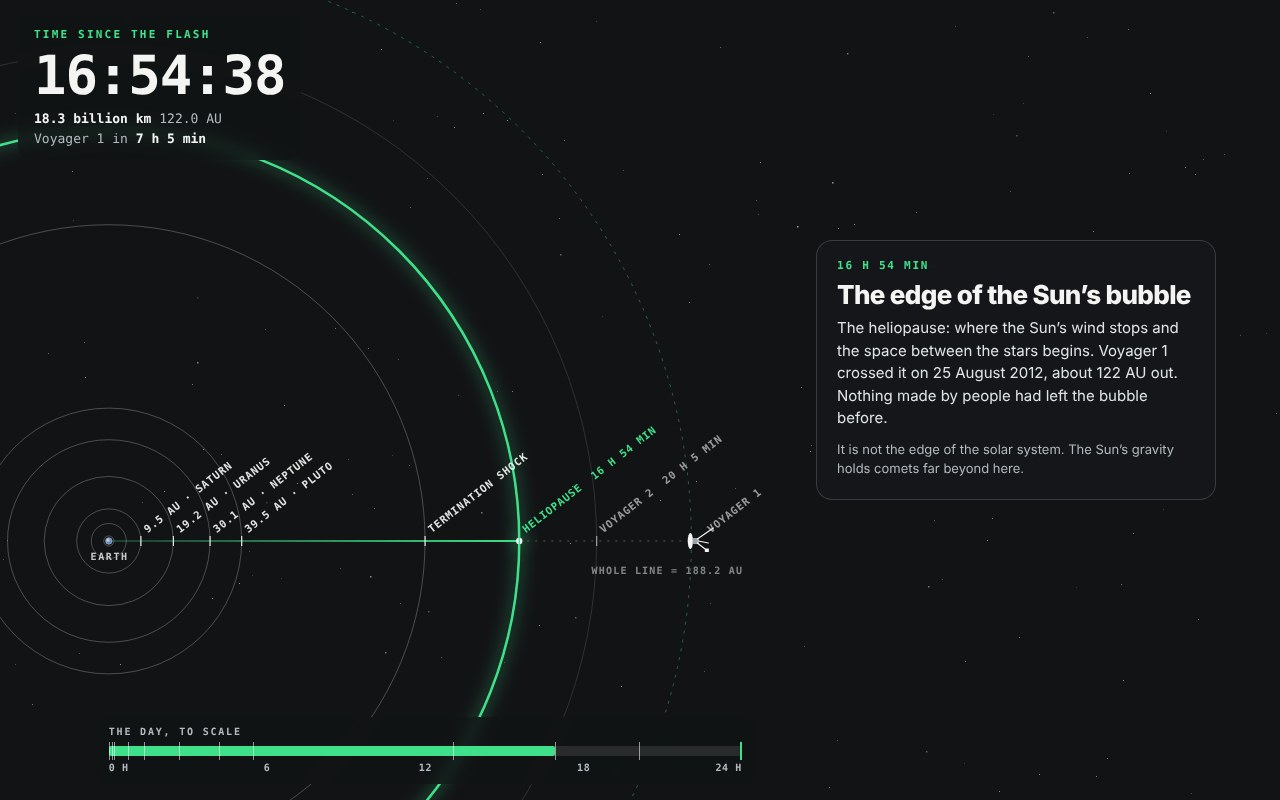 TIME SINCE THE FLASH
16:54:38
18.3 billion km 122.0 AU
Voyager 1 in 7 h 5 min
16 H 54 MIN
The edge of the Sun’s bubble
The heliopause: where the Sun’s wind stops and
the space between the stars begins. Voyager 1
crossed it on 25 August 2012, about 122 AU out.
Nothing made by people had left the bubble
before.
It is not the edge of the solar system. The Sun’s gravity
holds comets far beyond here.
9.5 AU · SATURN
19.2 AU · URANUS
30.1 AU · NEPTUNE
39.5 AU · PLUTO
TERMINATION SHOCK
HELIOPAUSE 16 H 54 MIN
VOYAGER 2 20 H 5 MIN
VOYAGER 1
EARTH
WHOLE LINE = 188.2 AU
THE DAY, TO SCALE
0 H 6 12 18 24 H